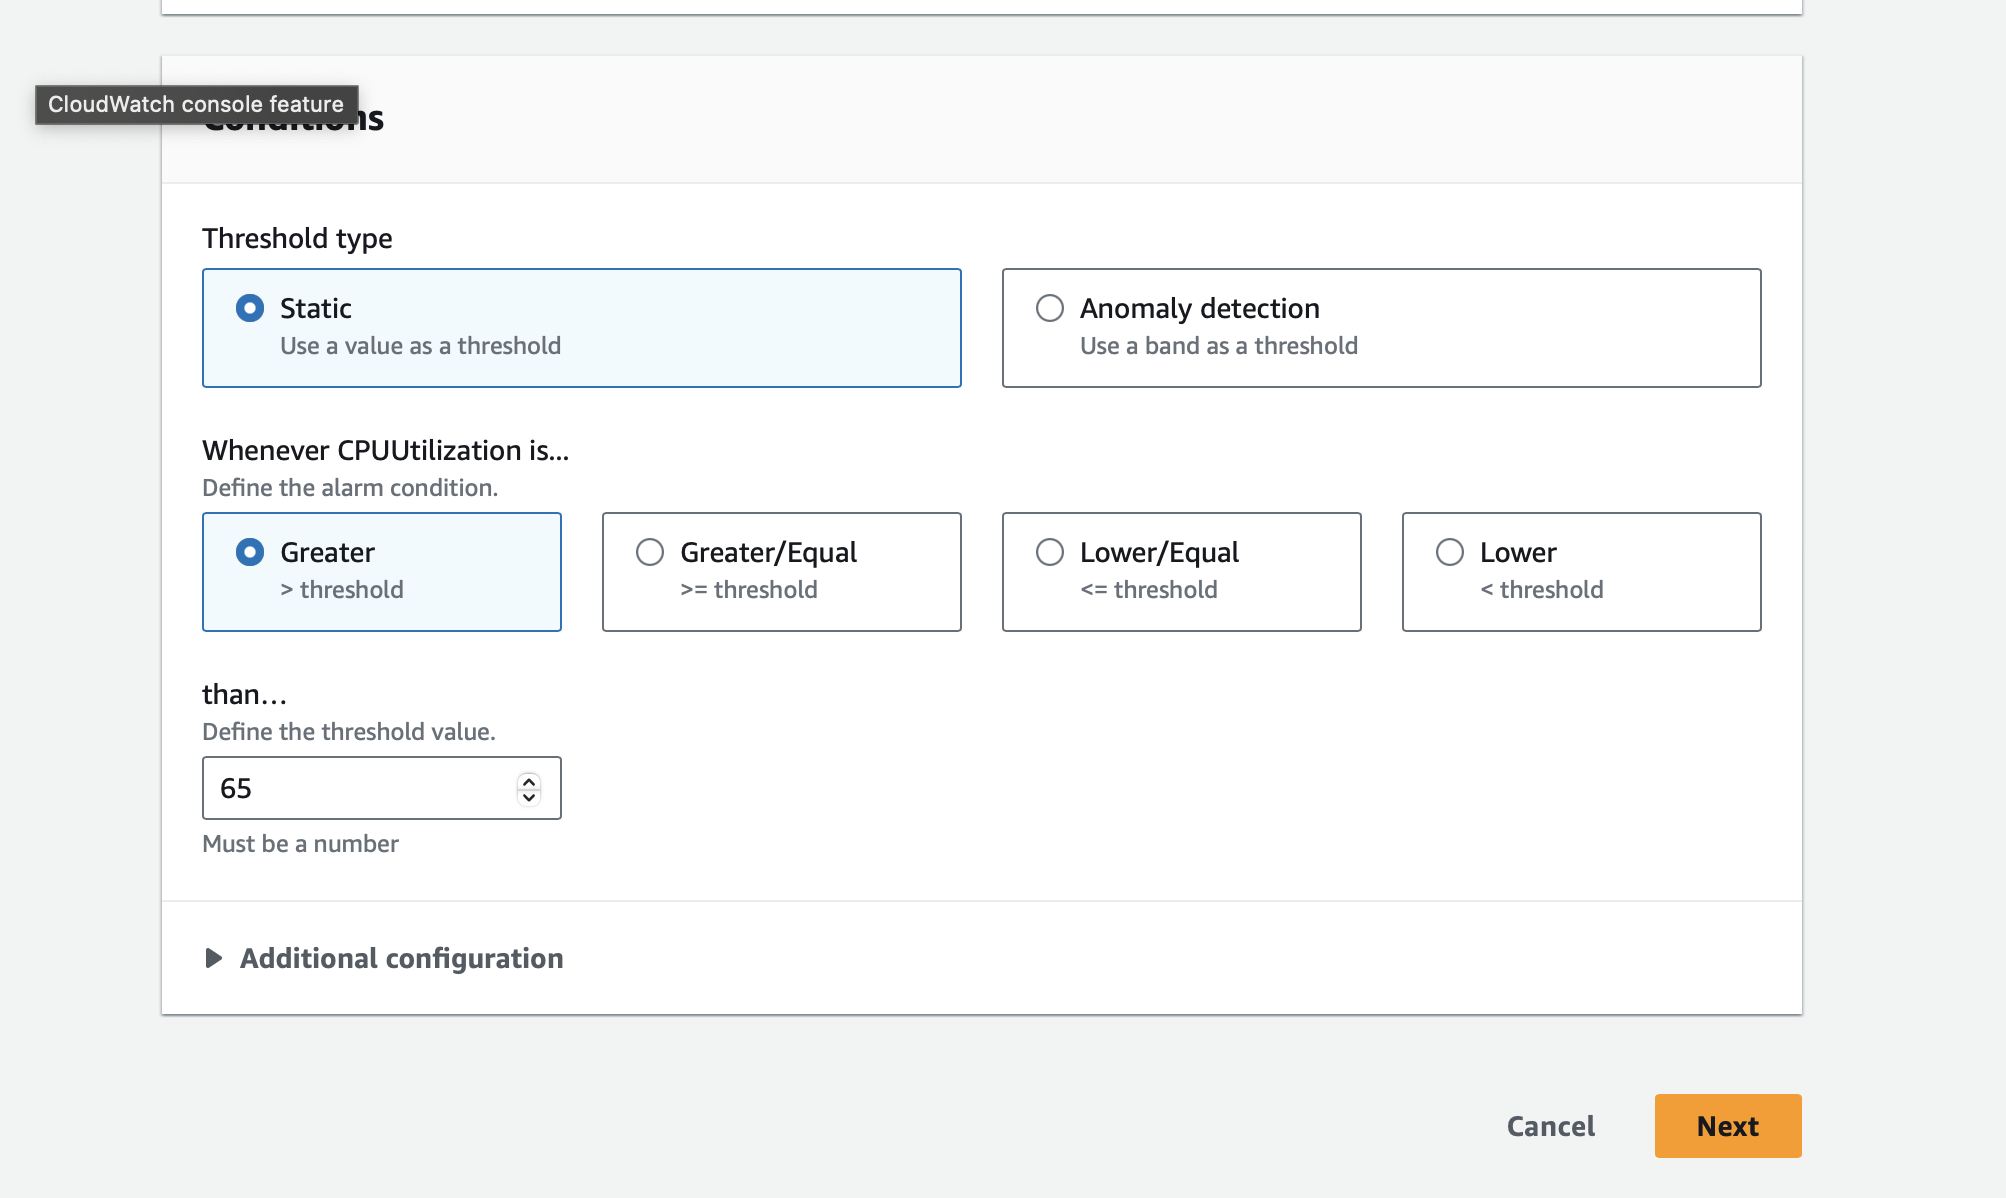 CloudWatch console feature
Conditions
Threshold type
Static
Use a value as a threshold
Anomaly detection
Use a band as a threshold
Whenever CPUUtilization is...
Define the alarm condition.
Greater
> threshold
Greater/Equal
>= threshold
Lower/Equal
<= threshold
Lower
< threshold
than…
Define the threshold value.
65
Must be a number
Additional configuration
Cancel
Next